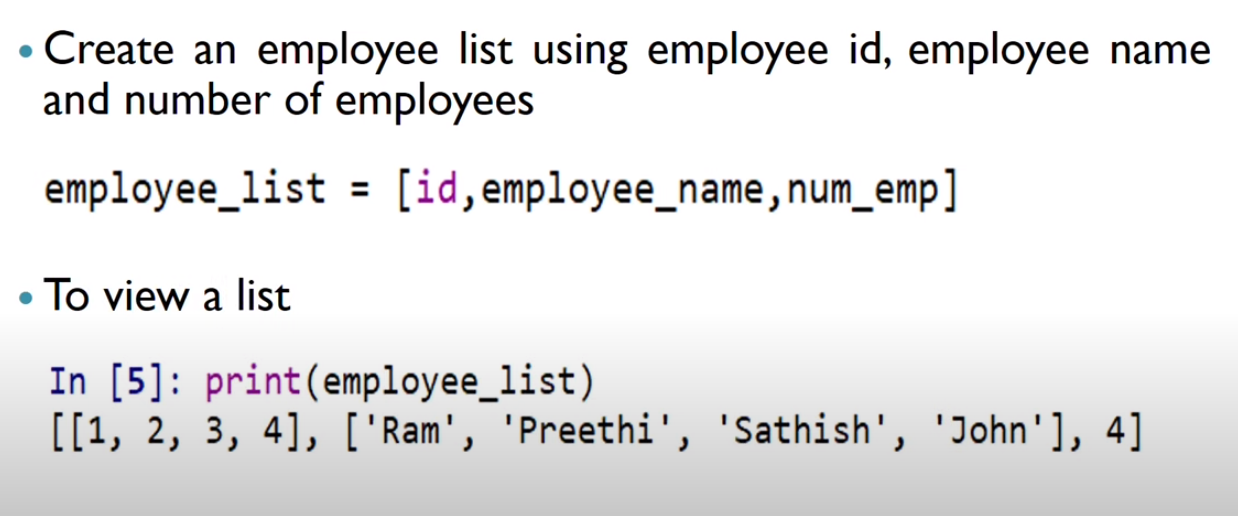 • Create an employee list using employee id, employee name
and number of employees
employee_list = [id,employee_name,num_emp]
• To view a list
In [5]: print(employee_list)
[[1, 2, 3, 4], ['Ram', 'Preethi', 'Sathish', 'John'], 4]